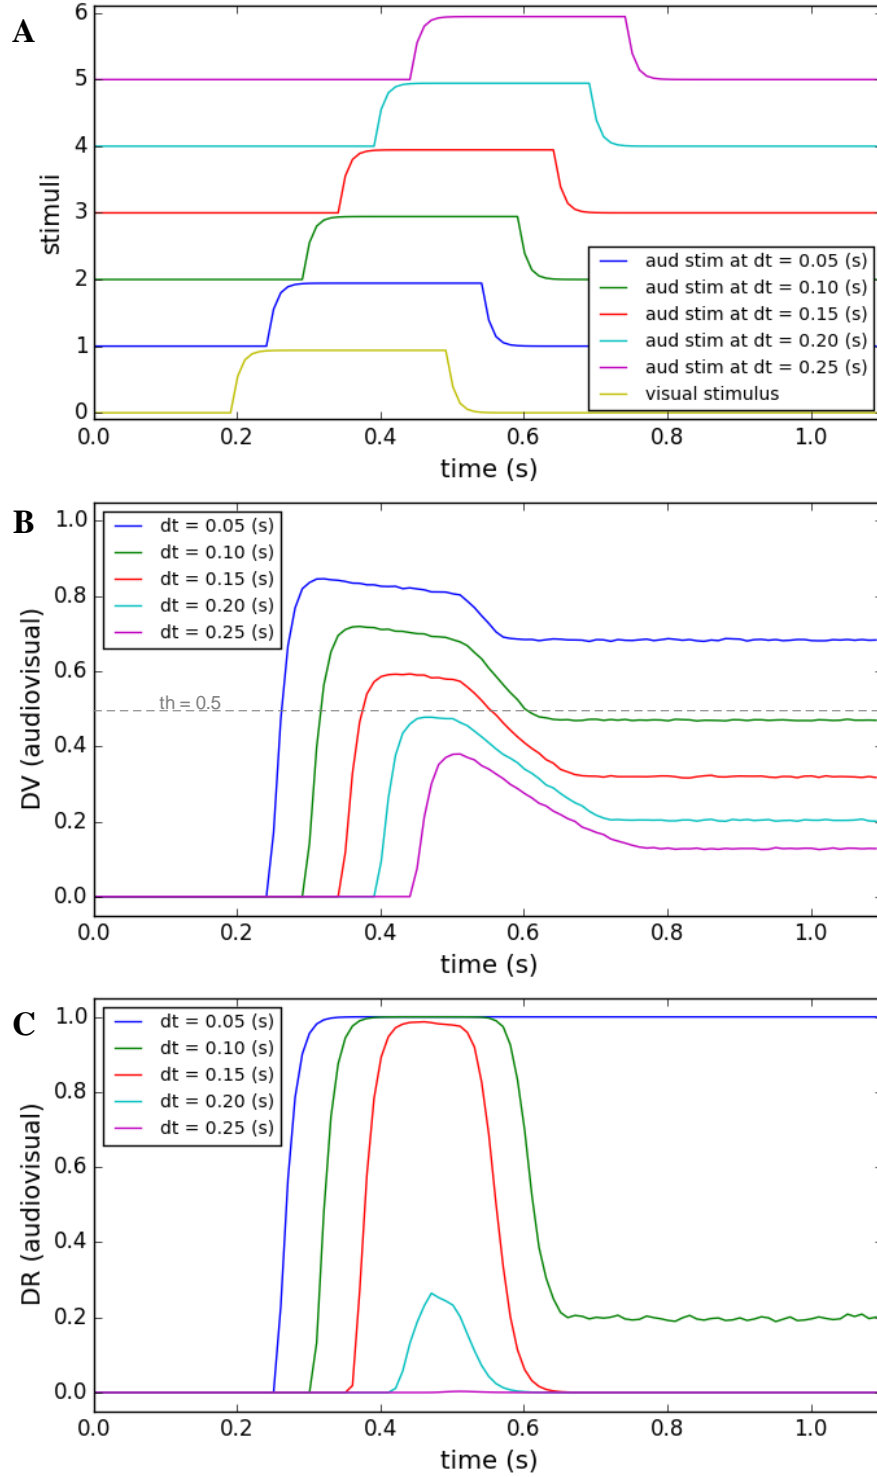 A
6
5
4
3
2
1
0
stimuli
aud stim at dt = 0.05 (s)
aud stim at dt = 0.10 (s)
aud stim at dt = 0.15 (s)
aud stim at dt = 0.20 (s)
aud stim at dt = 0.25 (s)
visual stimulus
0.0 0.2 0.4 0.6 0.8 1.0
time (s)
B
1.0
0.8
0.6
0.4
0.2
0.0
DV (audiovisual)
dt = 0.05 (s)
dt = 0.10 (s)
dt = 0.15 (s)
dt = 0.20 (s)
dt = 0.25 (s)
th = 0.5
0.0 0.2 0.4 0.6 0.8 1.0
time (s)
C
1.0
0.8
0.6
0.4
0.2
0.0
DR (audiovisual)
dt = 0.05 (s)
dt = 0.10 (s)
dt = 0.15 (s)
dt = 0.20 (s)
dt = 0.25 (s)
0.0 0.2 0.4 0.6 0.8 1.0
time (s)